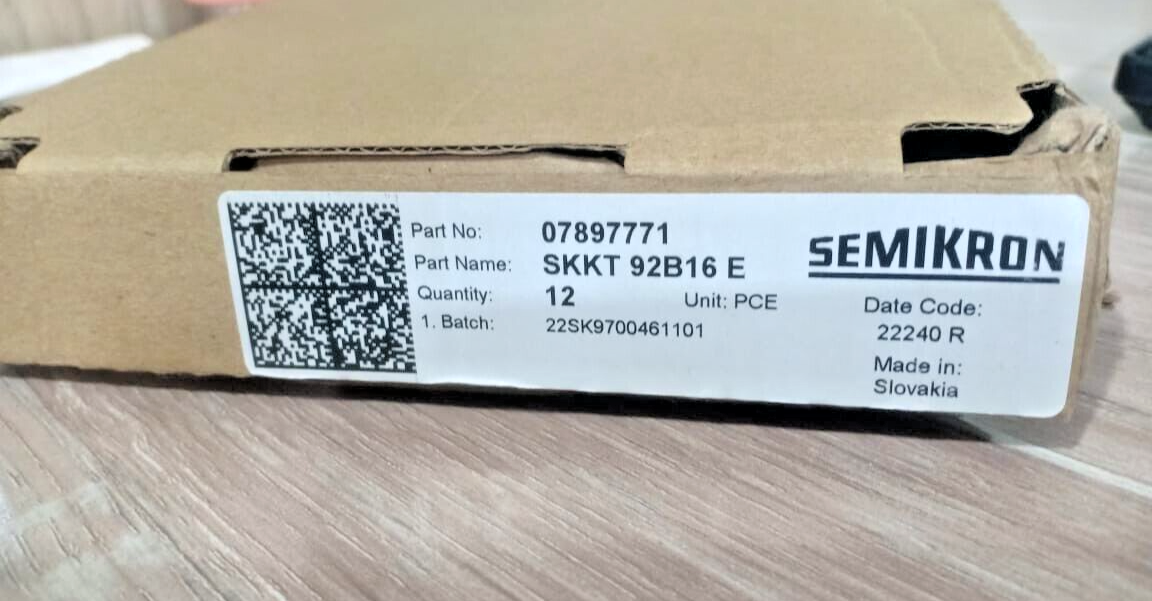 Part No: 07897771
Part Name: SKKT 92B16 E
Quantity: 12 Unit: PCE
1. Batch: 22SK9700461101
SEMIKRON
Date Code:
22240 R
Made in:
Slovakia